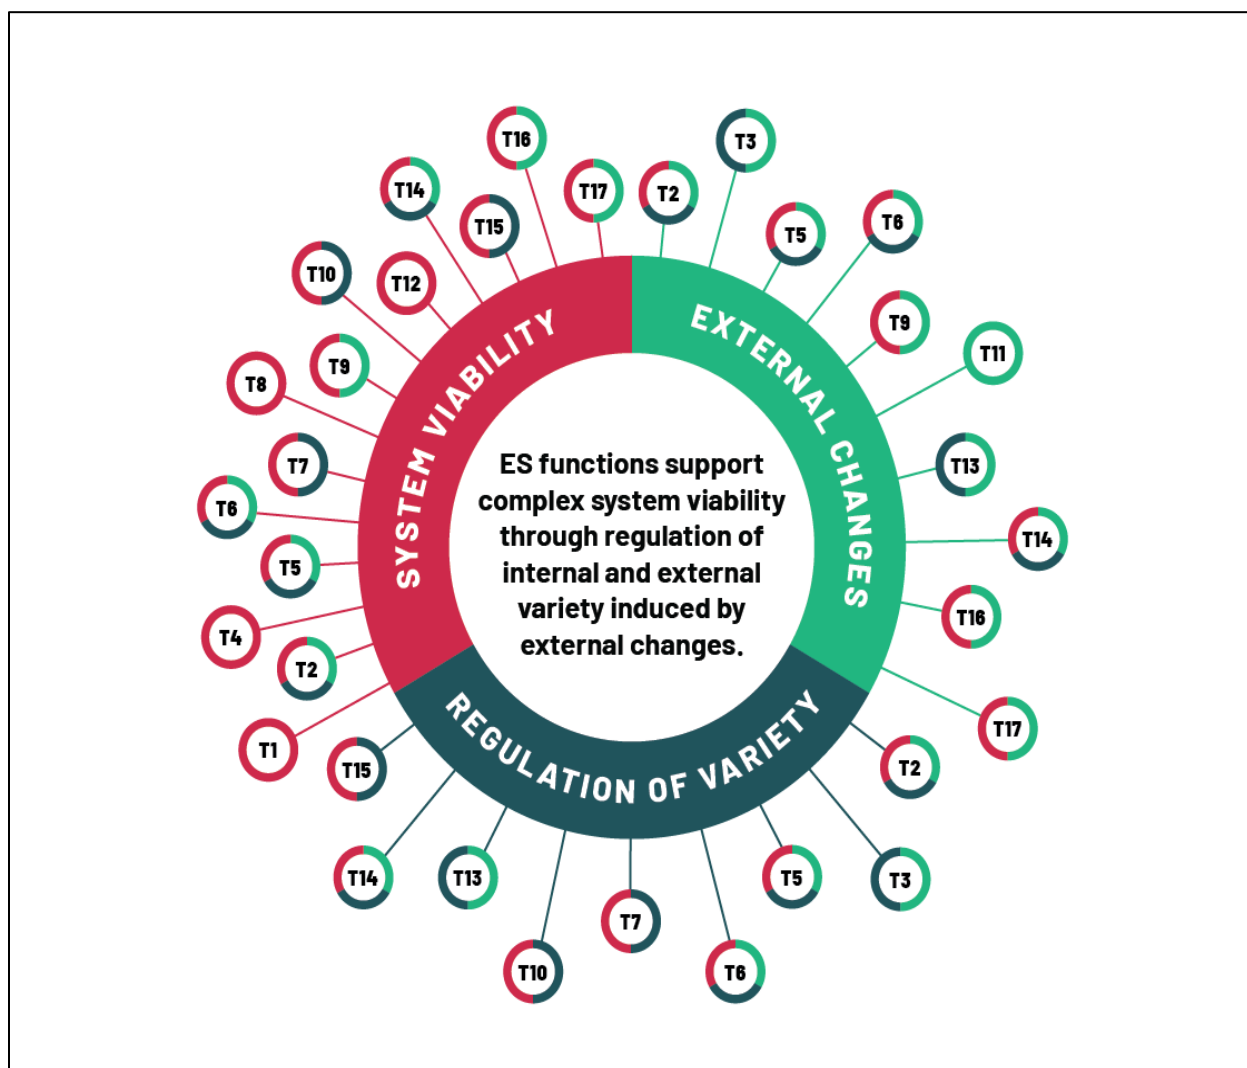 T16
T3
T14
T17
T2
T15
T5
T6
T10
T12
T9
T11
T9
T8
T7
T13
T6
T14
T5
T16
T4
T2
T17
T1
T15
T2
T14
T13
T5
T3
T7
T10
T6
SYSTEM VIABILITY
EXTERNAL CHANGES
REGULATION OF VARIETY
ES functions support
complex system viability
through regulation of
internal and external
variety induced by
external changes.